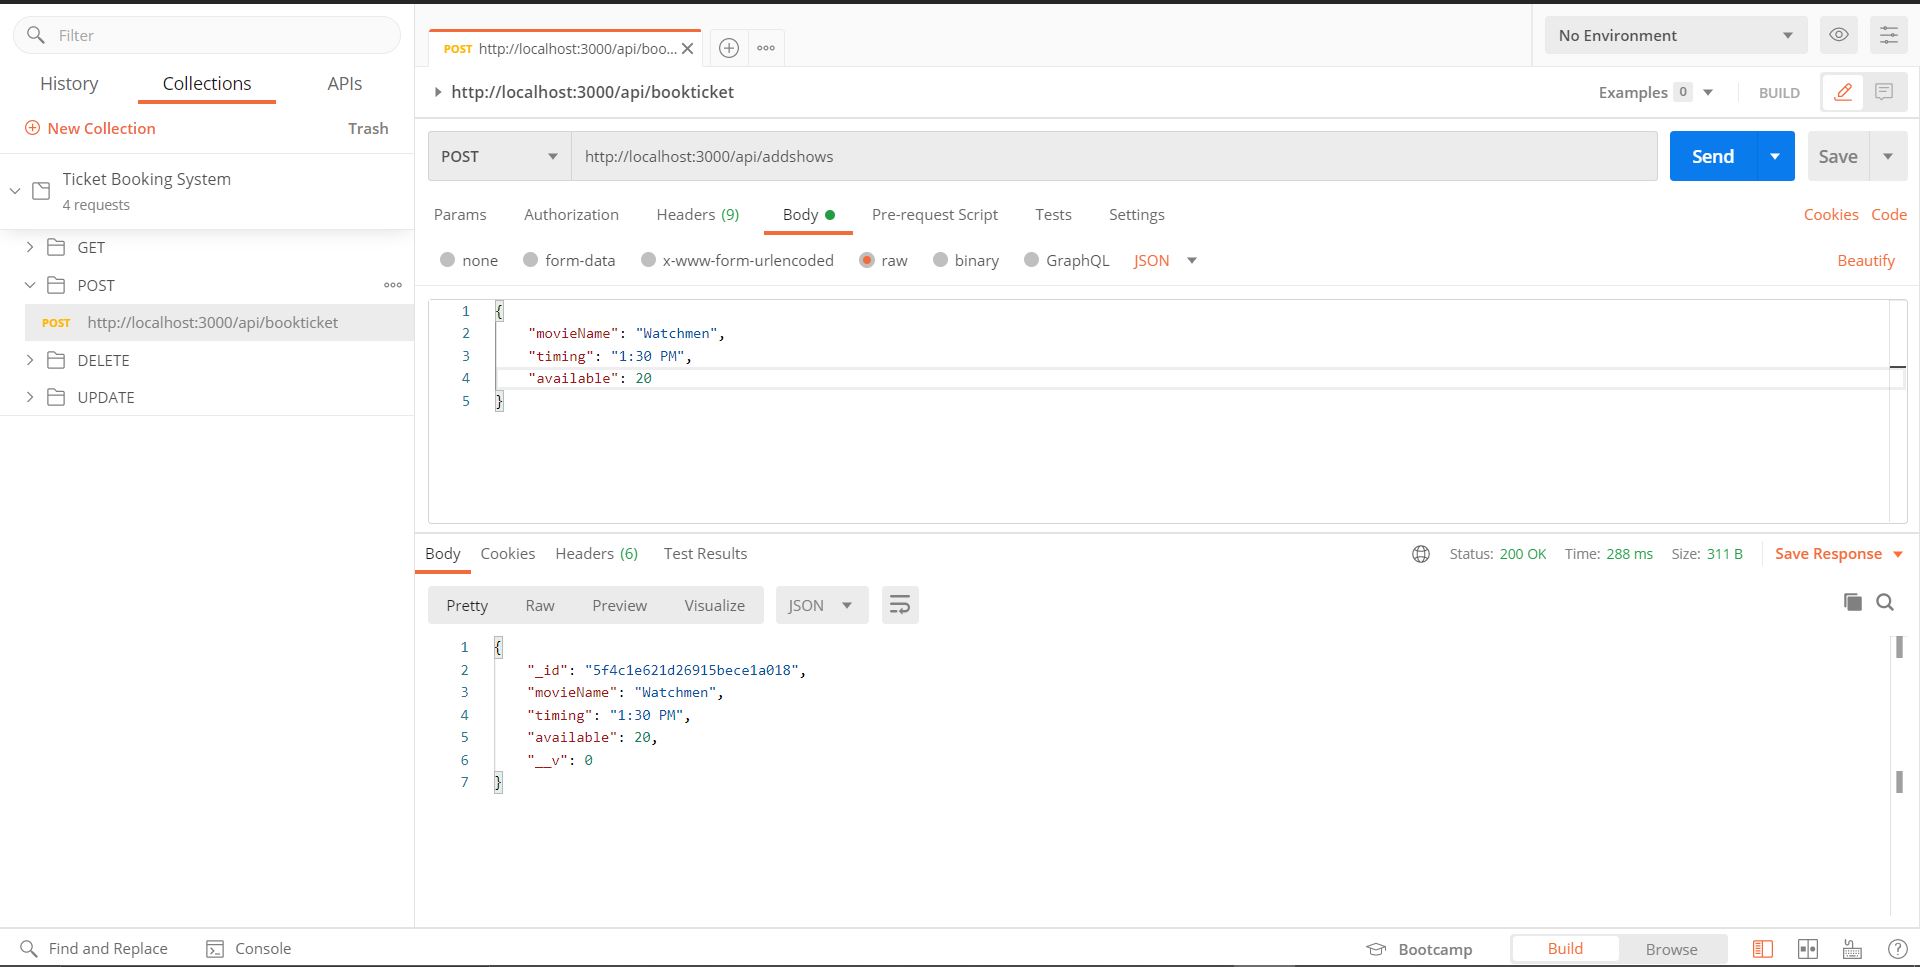 Filter
History Collections APIs
New Collection Trash
Ticket Booking System
4 requests
GET
POST
POST http://localhost:3000/api/bookticket
DELETE
UPDATE
POST http://localhost:3000/api/boo...
No Environment
http://localhost:3000/api/bookticket
Examples 0 BUILD
POST http://localhost:3000/api/addshows Send Save
Params Authorization Headers (9) Body Pre-request Script Tests Settings Cookies Code
none form-data x-www-form-urlencoded raw binary GraphQL JSON Beautify
1 {
2 "movieName": "Watchmen",
3 "timing": "1:30 PM",
4 "available": 20
5 }
Body Cookies Headers (6) Test Results Status: 200 OK Time: 288 ms Size: 311 B Save Response
Pretty Raw Preview Visualize JSON
1 {
2 "_id": "5f4c1e621d26915bece1a018",
3 "movieName": "Watchmen",
4 "timing": "1:30 PM",
5 "available": 20,
6 "__v": 0
7 }
Find and Replace Console Bootcamp Build Browse